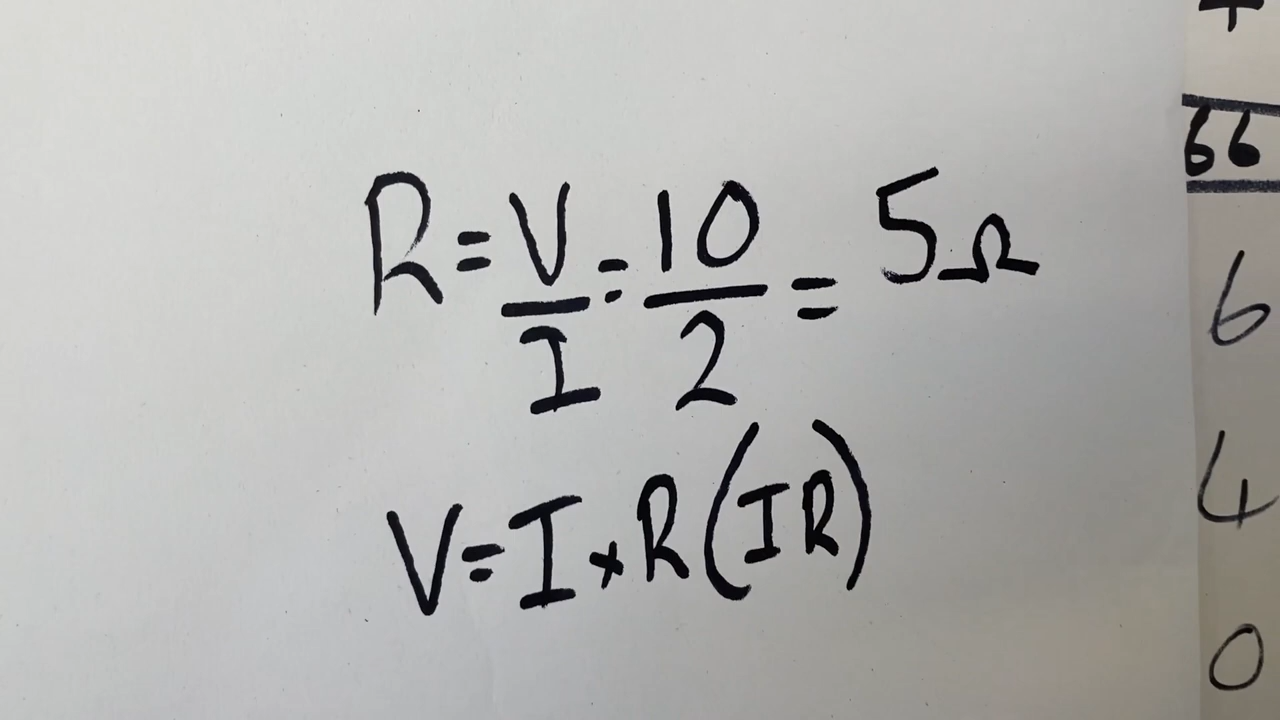 R = V/I = 10/2 = 5Ω
V = I × R (IR)
66
6
4
0